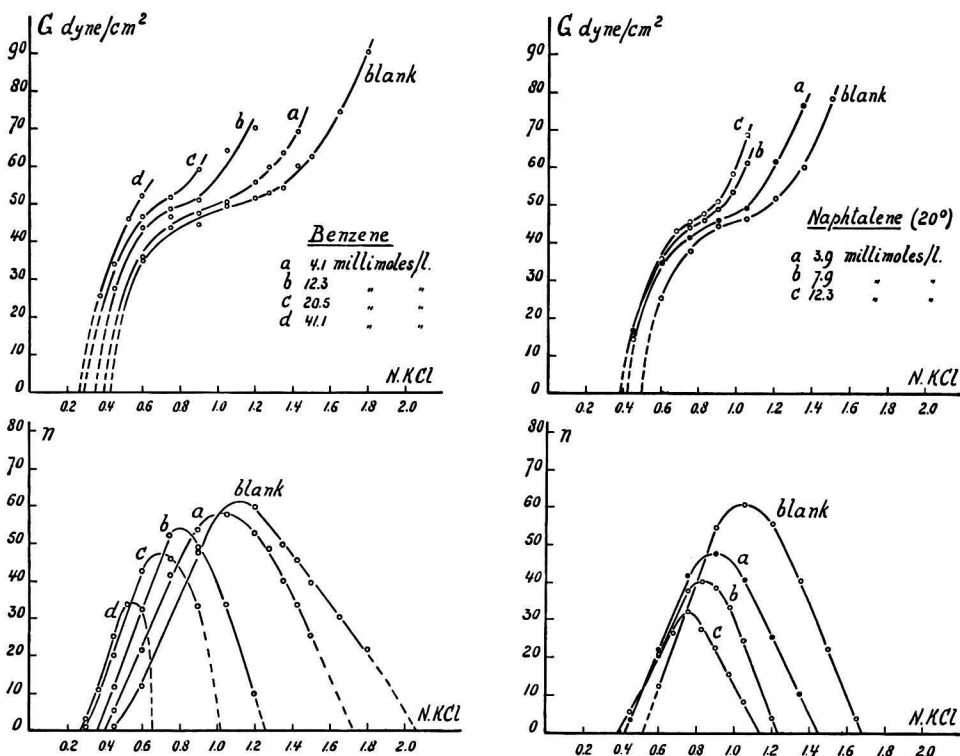 G dyne/cm²
90
80
70
60
50
40
30
20
10
0
blank
a
b
c
d
Benzene
a 4.1 millimoles/l.
b 12.3 „ „
c 20.5 „ „
d 41.1 „ „
N.KCl
0.2 0.4 0.6 0.8 1.0 1.2 1.4 1.6 1.8 2.0
G dyne/cm²
90
80
70
60
50
40
30
20
10
0
a
blank
c
b
Naphtalene (20°)
a 3.9 millimoles/l.
b 7.9 „ „
c 12.3 „ „
N.KCl
0.2 0.4 0.6 0.8 1.0 1.2 1.4 1.6 1.8 2.0
n
80
70
60
50
40
30
20
10
0
blank
a
b
c
d
N.KCl
0.2 0.4 0.6 0.8 1.0 1.2 1.4 1.6 1.8 2.0
n
80
70
60
50
40
30
20
10
0
blank
a
b
c
N.KCl
0.2 0.4 0.6 0.8 1.0 1.2 1.4 1.6 1.8 2.0